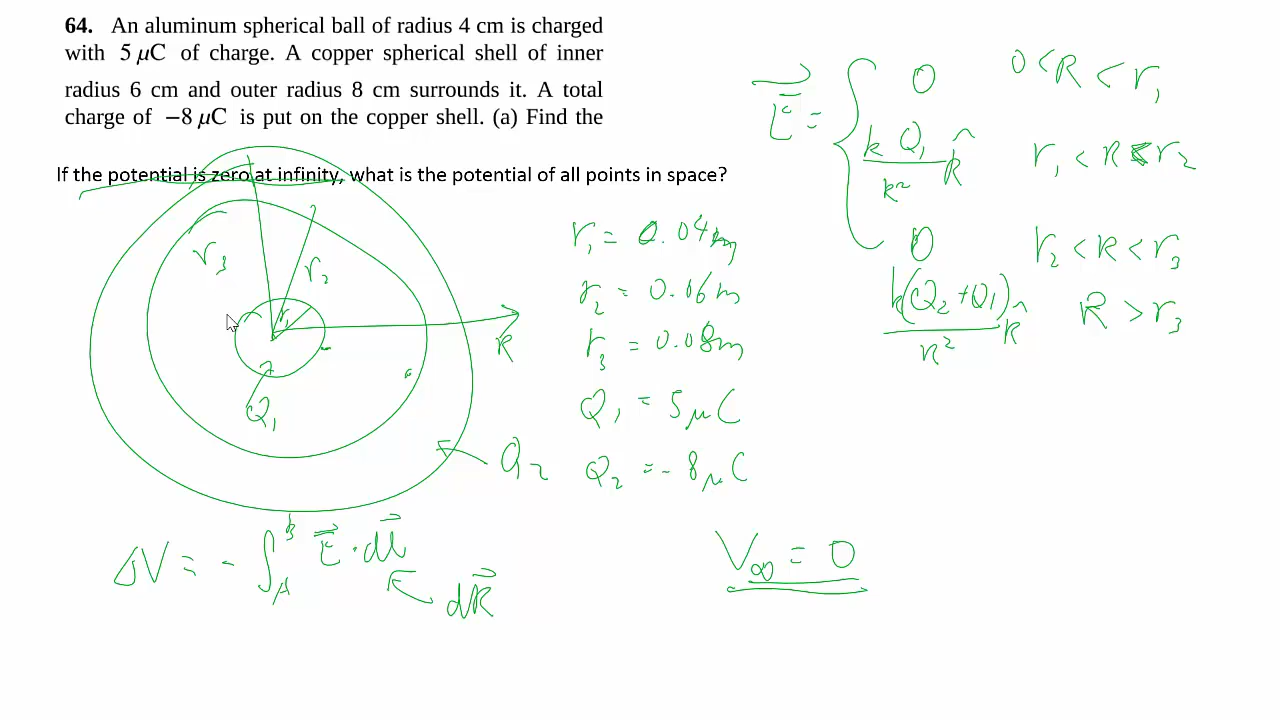 64. An aluminum spherical ball of radius 4 cm is charged
with 5 μC of charge. A copper spherical shell of inner
radius 6 cm and outer radius 8 cm surrounds it. A total
charge of −8 μC is put on the copper shell. (a) Find the
If the potential is zero at infinity, what is the potential of all points in space?
E⃗ = { 0 0 < R < r₁
k Q₁ / R² R̂ r₁ < R < r₂
0 r₂ < R < r₃
k(Q₂ + Q₁) / R² R̂ R > r₃
r₃
r₂
r₁
R
Q₁
Q₂
r₁ = 0.04m
r₂ = 0.06m
r₃ = 0.08m
Q₁ = 5μC
Q₂ = -8μC
ΔV = - ∫_A^B E⃗ · dl⃗
dR⃗
V∞ = 0